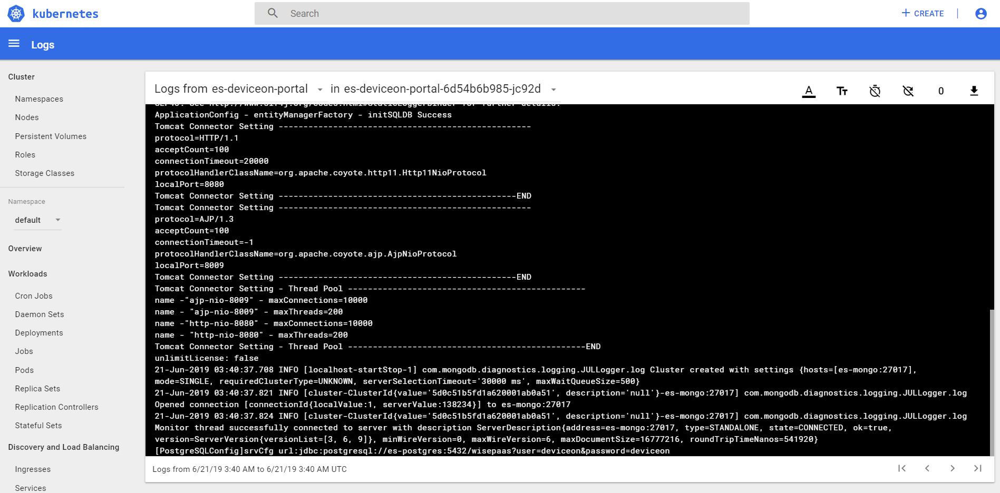 kubernetes
Search
CREATE
Logs
Cluster
Namespaces
Nodes
Persistent Volumes
Roles
Storage Classes
Namespace
default
Overview
Workloads
Cron Jobs
Daemon Sets
Deployments
Jobs
Pods
Replica Sets
Replication Controllers
Stateful Sets
Discovery and Load Balancing
Ingresses
Services
Logs from es-deviceon-portal in es-deviceon-portal-6d54b6b985-jc92d
0
SLF4J: See http://www.slf4j.org/codes.html#StaticLoggerBinder for further details.
ApplicationConfig - entityManagerFactory - initSQLDB Success
Tomcat Connector Setting ---------------------------------------------------
protocol=HTTP/1.1
acceptCount=100
connectionTimeout=20000
protocolHandlerClassName=org.apache.coyote.http11.Http11NioProtocol
localPort=8080
Tomcat Connector Setting ------------------------------------------------END
Tomcat Connector Setting ---------------------------------------------------
protocol=AJP/1.3
acceptCount=100
connectionTimeout=-1
protocolHandlerClassName=org.apache.coyote.ajp.AjpNioProtocol
localPort=8009
Tomcat Connector Setting ------------------------------------------------END
Tomcat Connector Setting - Thread Pool ------------------------------------------------
name -"ajp-nio-8009" - maxConnections=10000
name - "ajp-nio-8009" - maxThreads=200
name -"http-nio-8080" - maxConnections=10000
name - "http-nio-8080" - maxThreads=200
Tomcat Connector Setting - Thread Pool ------------------------------------------------END
unlimitLicense: false
21-Jun-2019 03:40:37.708 INFO [localhost-startStop-1] com.mongodb.diagnostics.logging.JULLogger.log Cluster created with settings {hosts=[es-mongo:27017],
mode=SINGLE, requiredClusterType=UNKNOWN, serverSelectionTimeout='30000 ms', maxWaitQueueSize=500}
21-Jun-2019 03:40:37.821 INFO [cluster-ClusterId{value='5d0c51b5fd1a620001ab0a51', description='null'}-es-mongo:27017] com.mongodb.diagnostics.logging.JULLogger.log
Opened connection [connectionId{localValue:1, serverValue:138234}] to es-mongo:27017
21-Jun-2019 03:40:37.824 INFO [cluster-ClusterId{value='5d0c51b5fd1a620001ab0a51', description='null'}-es-mongo:27017] com.mongodb.diagnostics.logging.JULLogger.log
Monitor thread successfully connected to server with description ServerDescription{address=es-mongo:27017, type=STANDALONE, state=CONNECTED, ok=true,
version=ServerVersion{versionList=[3, 6, 9]}, minWireVersion=0, maxWireVersion=6, maxDocumentSize=16777216, roundTripTimeNanos=541920}
[PostgreSQLConfig]srvCfg url:jdbc:postgresql://es-postgres:5432/wisepaas?user=deviceon&password=deviceon
Logs from 6/21/19 3:40 AM to 6/21/19 3:40 AM UTC